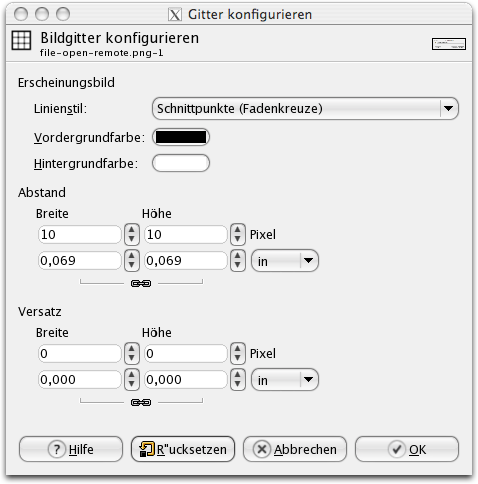 Gitter konfigurieren
Bildgitter konfigurieren
file-open-remote.png-1
Erscheinungsbild
Linienstil: Schnittpunkte (Fadenkreuze)
Vordergrundfarbe:
Hintergrundfarbe:
Abstand
Breite Höhe
10 10 Pixel
0,069 0,069 in
Versatz
Breite Höhe
0 0 Pixel
0,000 0,000 in
Hilfe R"ucksetzen Abbrechen OK